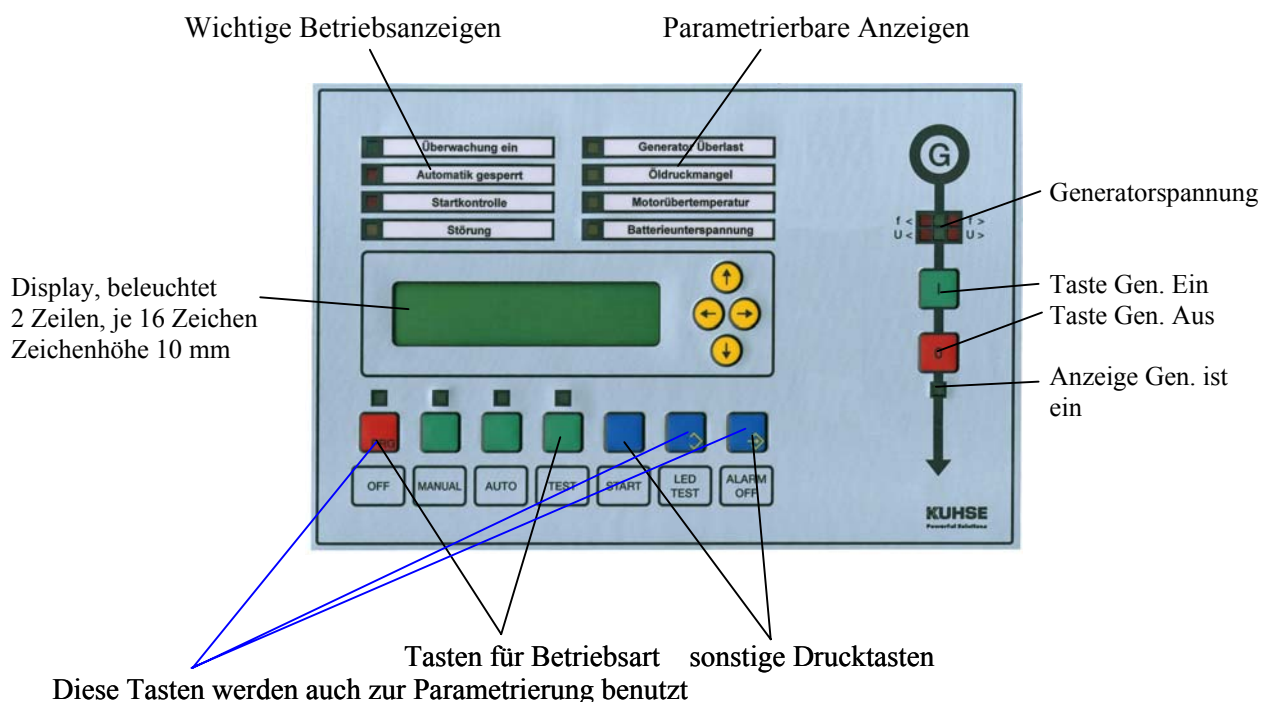 Wichtige Betriebsanzeigen
Parametrierbare Anzeigen
Überwachung ein
Automatik gesperrt
Startkontrolle
Störung
Generator Überlast
Öldruckmangel
Motorübertemperatur
Batterieunterspannung
G
f < f >
U < U >
Generatorspannung
Display, beleuchtet
2 Zeilen, je 16 Zeichen
Zeichenhöhe 10 mm
I
Taste Gen. Ein
0
Taste Gen. Aus
Anzeige Gen. ist
ein
PRG
OFF
MANUAL
AUTO
TEST
START
LED
TEST
ALARM
OFF
KUHSE
Powerful Solutions
Tasten für Betriebsart
sonstige Drucktasten
Diese Tasten werden auch zur Parametrierung benutzt